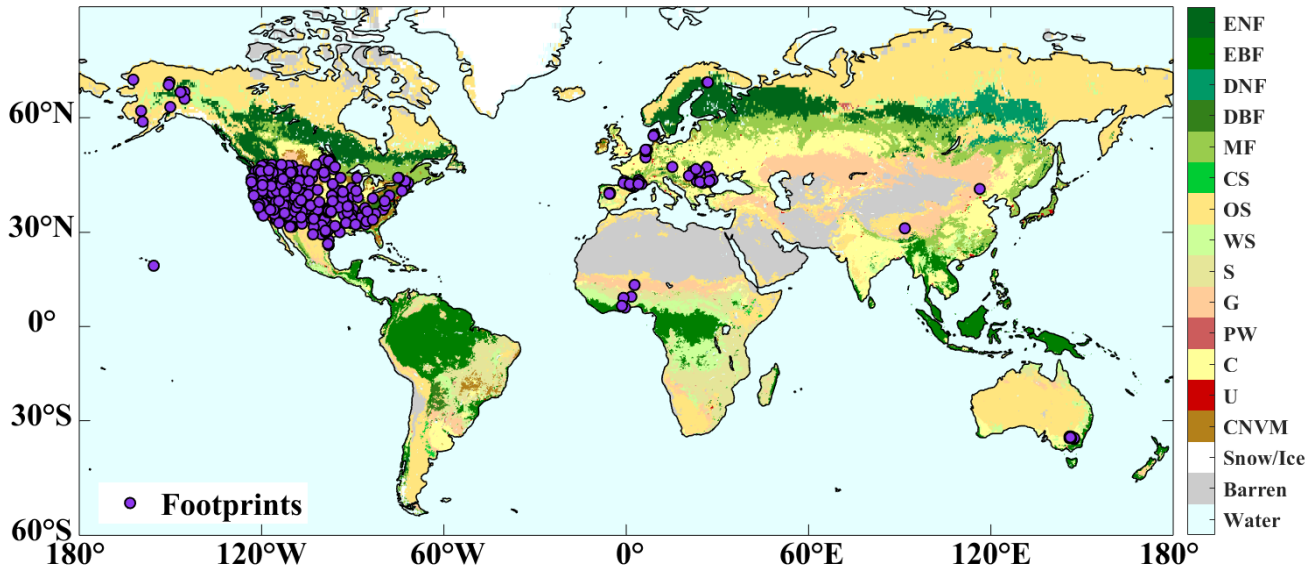 60°N
30°N
0°
30°S
60°S
180°
120°W
60°W
0°
60°E
120°E
180°
Footprints
ENF
EBF
DNF
DBF
MF
CS
OS
WS
S
G
PW
C
U
CNVM
Snow/Ice
Barren
Water